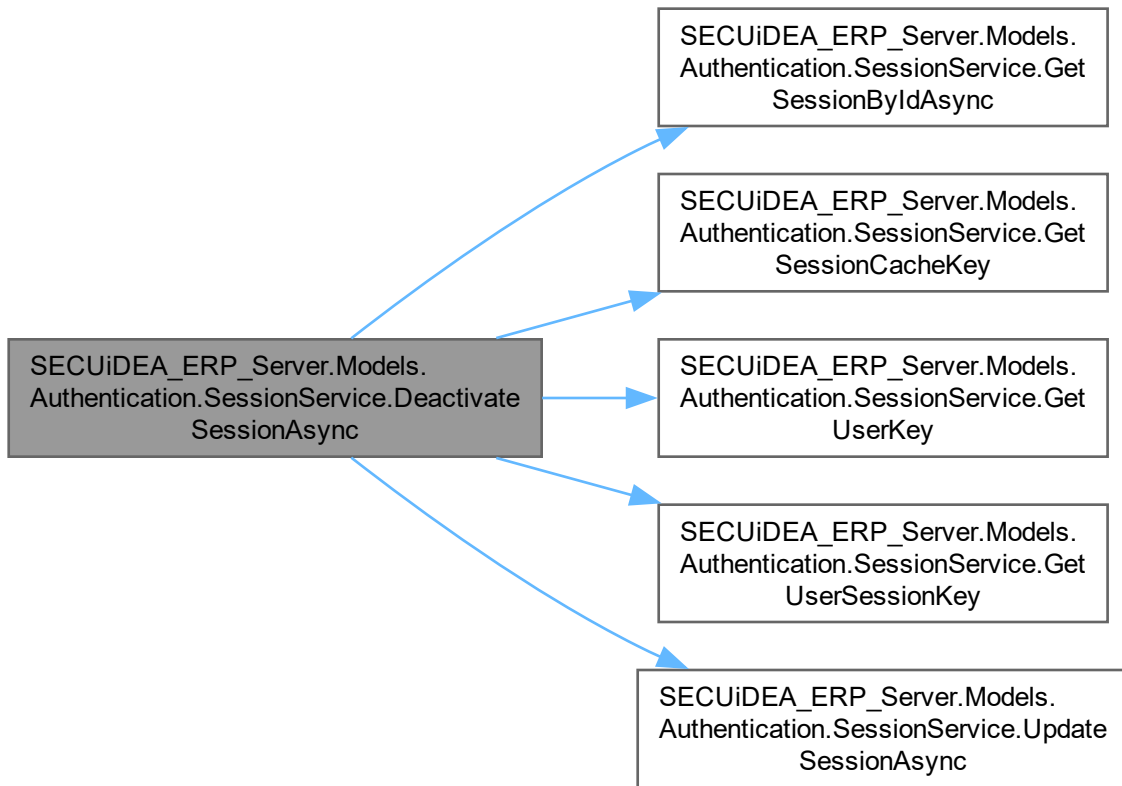 SECUiDEA_ERP_Server.Models.
Authentication.SessionService.Deactivate
SessionAsync
SECUiDEA_ERP_Server.Models.
Authentication.SessionService.Get
SessionByIdAsync
SECUiDEA_ERP_Server.Models.
Authentication.SessionService.Get
SessionCacheKey
SECUiDEA_ERP_Server.Models.
Authentication.SessionService.Get
UserKey
SECUiDEA_ERP_Server.Models.
Authentication.SessionService.Get
UserSessionKey
SECUiDEA_ERP_Server.Models.
Authentication.SessionService.Update
SessionAsync